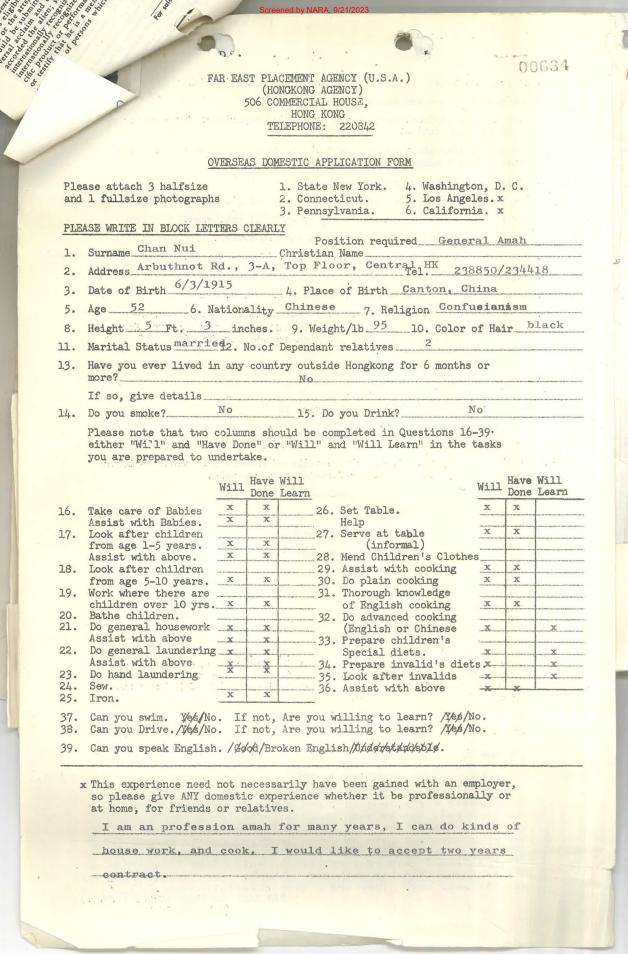 Screened by NARA, 9/21/2023
00634
FAR EAST PLACEMENT AGENCY (U.S.A.)
(HONGKONG AGENCY)
506 COMMERCIAL HOUSE,
HONG KONG
TELEPHONE: 220842
OVERSEAS DOMESTIC APPLICATION FORM
Please attach 3 halfsize and 1 fullsize photographs
1. State New York. 4. Washington, D. C.
2. Connecticut. 5. Los Angeles. x
3. Pennsylvania. 6. California. x
PLEASE WRITE IN BLOCK LETTERS CLEARLY
Position required General Amah
1. Surname Chan Nui Christian Name
2. Address Arbuthnot Rd., 3-A, Top Floor, Central, HK Tel. 238850/234418
3. Date of Birth 6/3/1915 4. Place of Birth Canton, China
5. Age 52 6. Nationality Chinese 7. Religion Confusianism
8. Height 5 Ft. 3 inches. 9. Weight/lb 95 10. Color of Hair black
11. Marital Status married 12. No.of Dependant relatives 2
13. Have you ever lived in any country outside Hongkong for 6 months or
more? No
If so, give details
14. Do you smoke? No 15. Do you Drink? No
Please note that two columns should be completed in Questions 16-39.
either "Will" and "Have Done" or "Will" and "Will Learn" in the tasks
you are prepared to undertake.
Will Have Done Will Learn
16. Take care of Babies x x
Assist with Babies. x x
17. Look after children
from age 1-5 years. x x
Assist with above. x x
18. Look after children
from age 5-10 years. x x
19. Work where there are
children over 10 yrs. x x
20. Bathe children.
21. Do general housework x x
Assist with above x x
22. Do general laundering x x
Assist with above x x
23. Do hand laundering x x
24. Sew.
25. Iron. x x
Will Have Done Will Learn
26. Set Table. x x
Help
27. Serve at table x x
(informal)
28. Mend Children's Clothes
29. Assist with cooking x x
30. Do plain cooking x x
31. Thorough knowledge
of English cooking x x
32. Do advanced cooking
(English or Chinese x x
33. Prepare children's
Special diets. x x
34. Prepare invalid's diets x x
35. Look after invalids x x
36. Assist with above x x
37. Can you swim. Yes/No. If not, Are you willing to learn? /Yes/No.
38. Can you Drive./Yes/No. If not, Are you willing to learn? /Yes/No.
39. Can you speak English. /Good/Broken English/Understandable.
x This experience need not necessarily have been gained with an employer,
so please give ANY domestic experience whether it be professionally or
at home, for friends or relatives.
I am an profession amah for many years, I can do kinds of
house work, and cook. I would like to accept two years
contract.